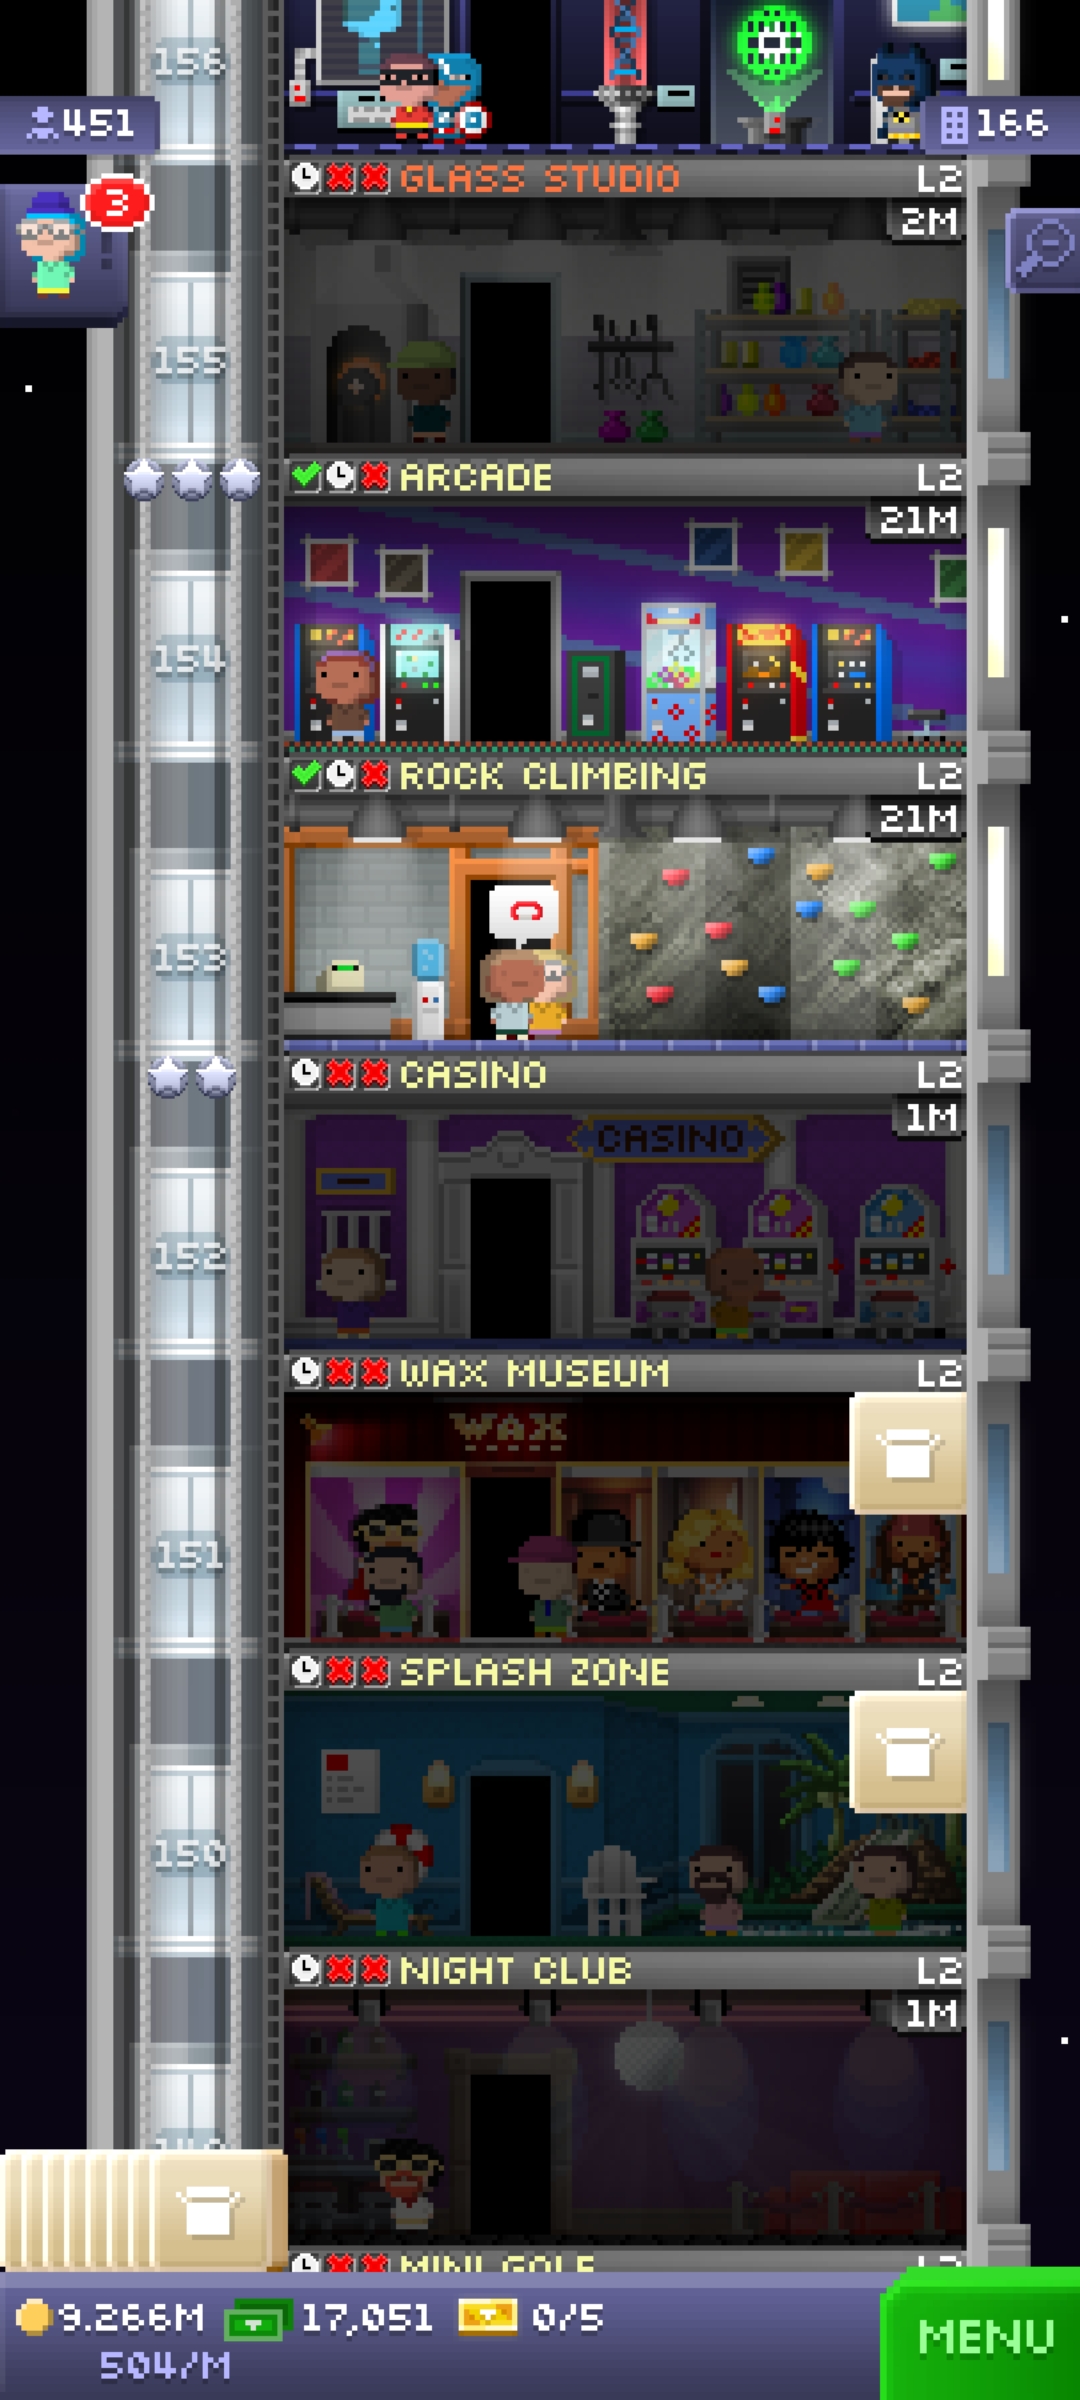 156
451
166
3
GLASS STUDIO L2
2M
155
ARCADE L2
21M
154
ROCK CLIMBING L2
21M
153
CASINO L2
1M
CASINO
152
WAX MUSEUM L2
WAX
151
SPLASH ZONE L2
150
NIGHT CLUB L2
1M
MINI GOLF L2
9.266M 17,051 0/5
504/M
MENU